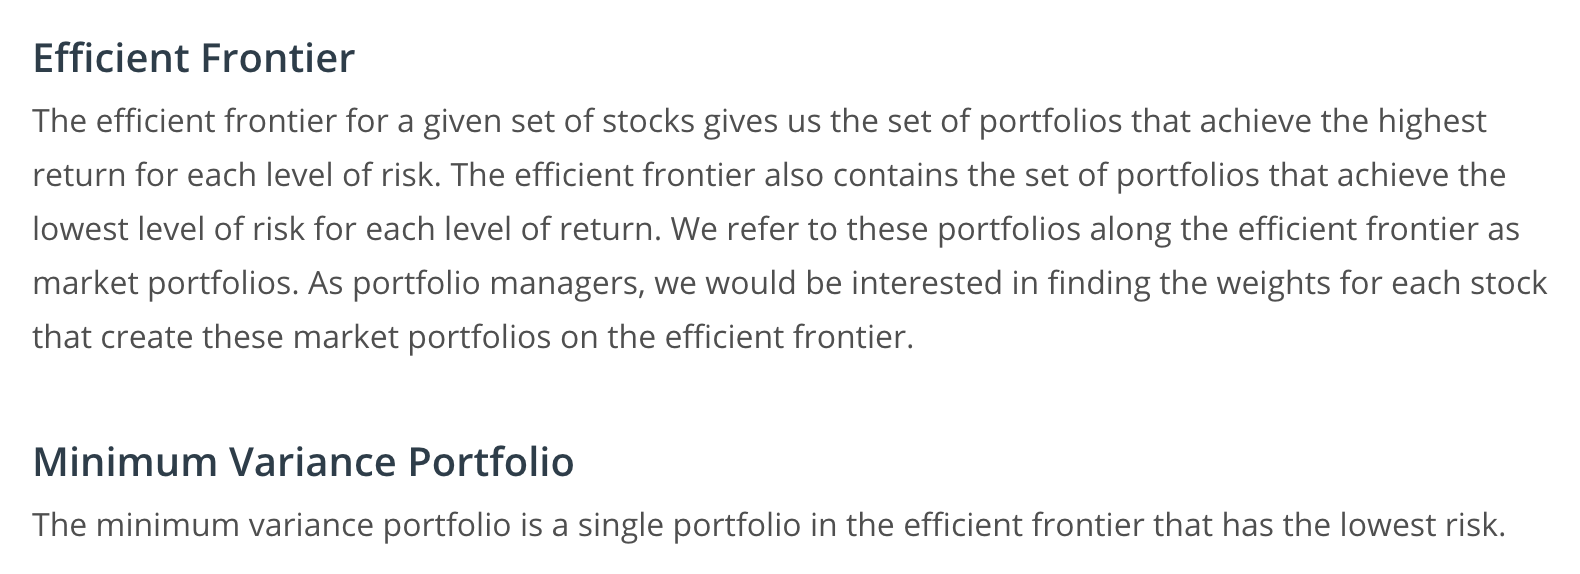 Efficient Frontier
The efficient frontier for a given set of stocks gives us the set of portfolios that achieve the highest
return for each level of risk. The efficient frontier also contains the set of portfolios that achieve the
lowest level of risk for each level of return. We refer to these portfolios along the efficient frontier as
market portfolios. As portfolio managers, we would be interested in finding the weights for each stock
that create these market portfolios on the efficient frontier.
Minimum Variance Portfolio
The minimum variance portfolio is a single portfolio in the efficient frontier that has the lowest risk.